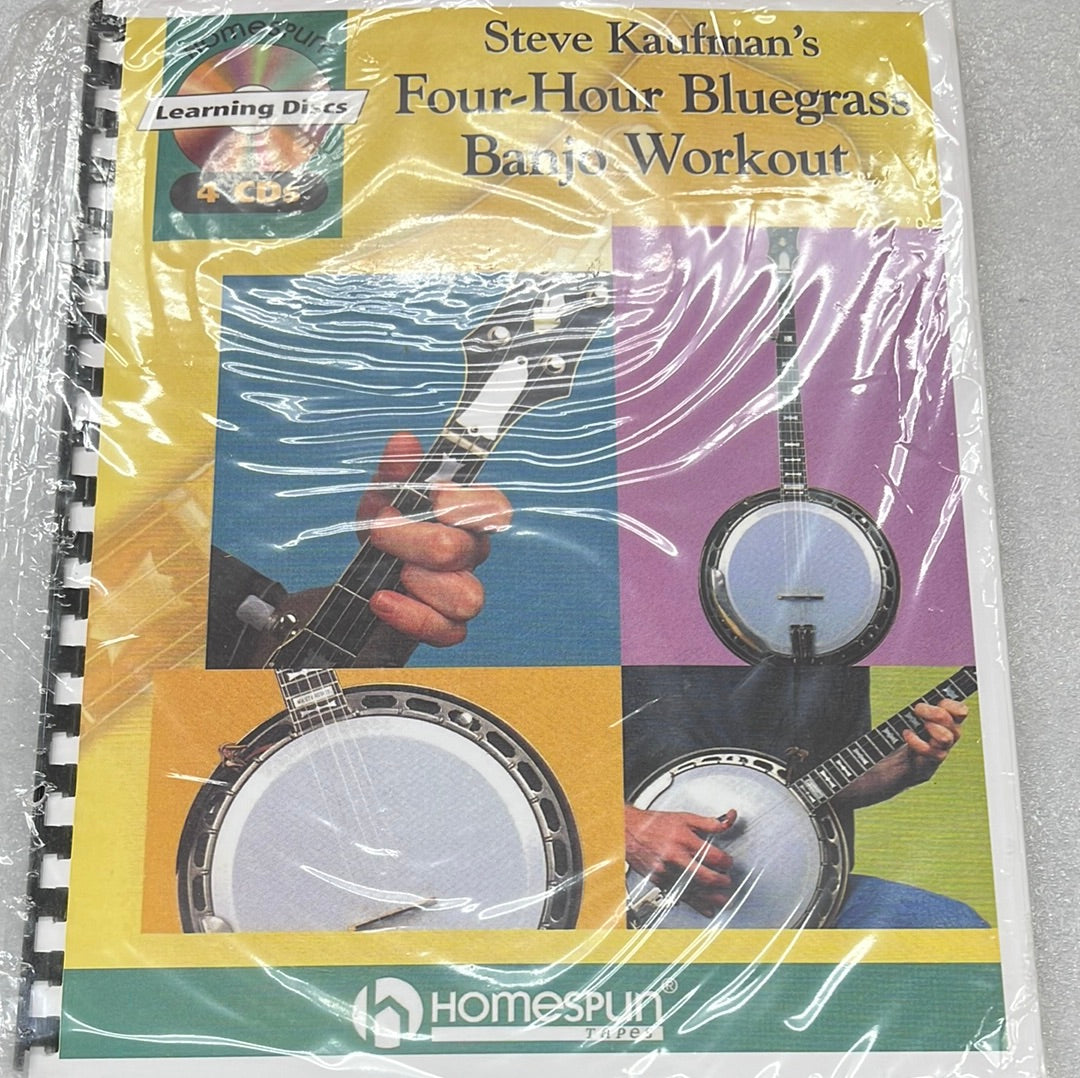 Homespun
Learning Discs
4 CDs
Steve Kaufman's
Four-Hour Bluegrass
Banjo Workout
HOMESPUN®
TAPES